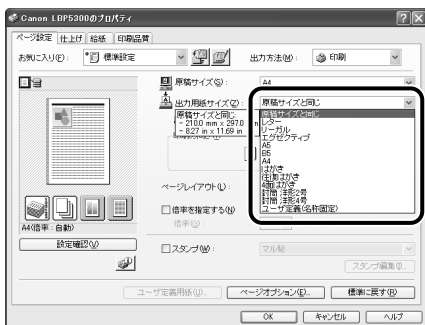 Canon LBP5300のプロパティ
ページ設定 仕上げ 給紙 印刷品質
お気に入り(F): 標準設定 出力方法(M): 印刷
原稿サイズ(S): A4
出力用紙サイズ(Z): 原稿サイズと同じ
原稿サイズと同じ
- 210.0 mm x 297.0
- 8.27 in x 11.69 in
原稿サイズと同じ
レター
リーガル
エグゼクティブ
A5
B5
A4
はがき
往復はがき
4面はがき
封筒 洋形2号
封筒 洋形4号
ユーザ定義(名称固定)
ページレイアウト(L):
倍率を指定する(N)
倍率(G):
A4(倍率: 自動)
設定確認(V)
スタンプ(W): マル秘
スタンプ編集(I)...
ユーザ定義用紙(U)... ページオプション(E)... 標準に戻す(R)
OK キャンセル ヘルプ